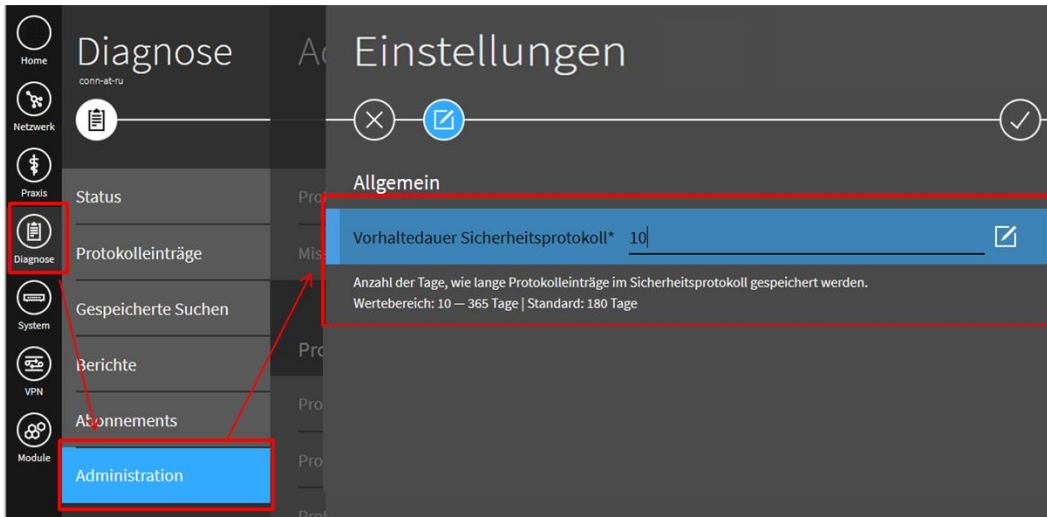 Home
Netzwerk
Praxis
Diagnose
System
VPN
Module
Diagnose
conn-at-ru
Status
Protokolleinträge
Gespeicherte Suchen
Berichte
Abonnements
Administration
Einstellungen
Allgemein
Vorhaltedauer Sicherheitsprotokoll* 10
Anzahl der Tage, wie lange Protokolleinträge im Sicherheitsprotokoll gespeichert werden.
Wertebereich: 10 — 365 Tage | Standard: 180 Tage